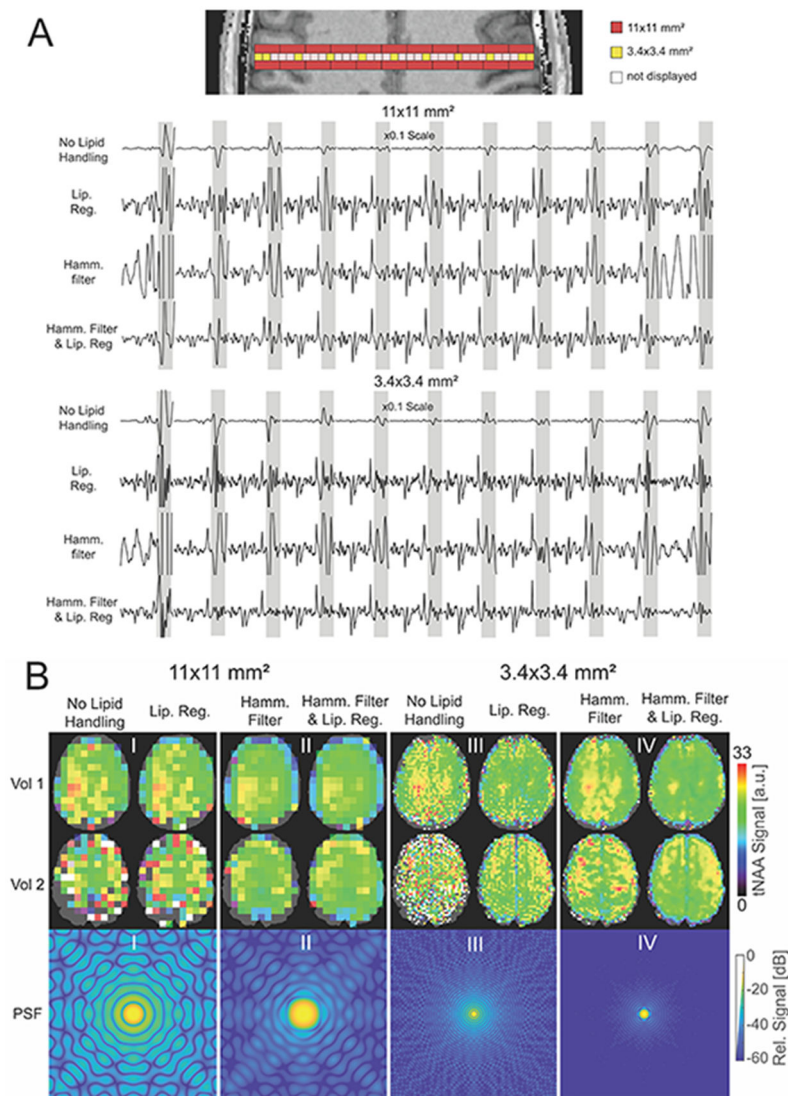 A
11x11 mm²
3.4x3.4 mm²
not displayed
11x11 mm²
No Lipid
Handling
x0.1 Scale
Lip.
Reg.
Hamm.
filter
Hamm. Filter
& Lip. Reg
3.4x3.4 mm²
No Lipid
Handling
x0.1 Scale
Lip.
Reg.
Hamm.
filter
Hamm. Filter
& Lip. Reg
B
11x11 mm²
3.4x3.4 mm²
No Lipid
Handling
Lip. Reg.
Hamm.
Filter
Hamm. Filter
& Lip. Reg.
No Lipid
Handling
Lip. Reg.
Hamm.
Filter
Hamm. Filter
& Lip. Reg.
I
II
III
IV
Vol 1
Vol 2
33
tNAA Signal [a.u.]
0
PSF
I
II
III
IV
0
-20
-40
-60
Rel. Signal [dB]